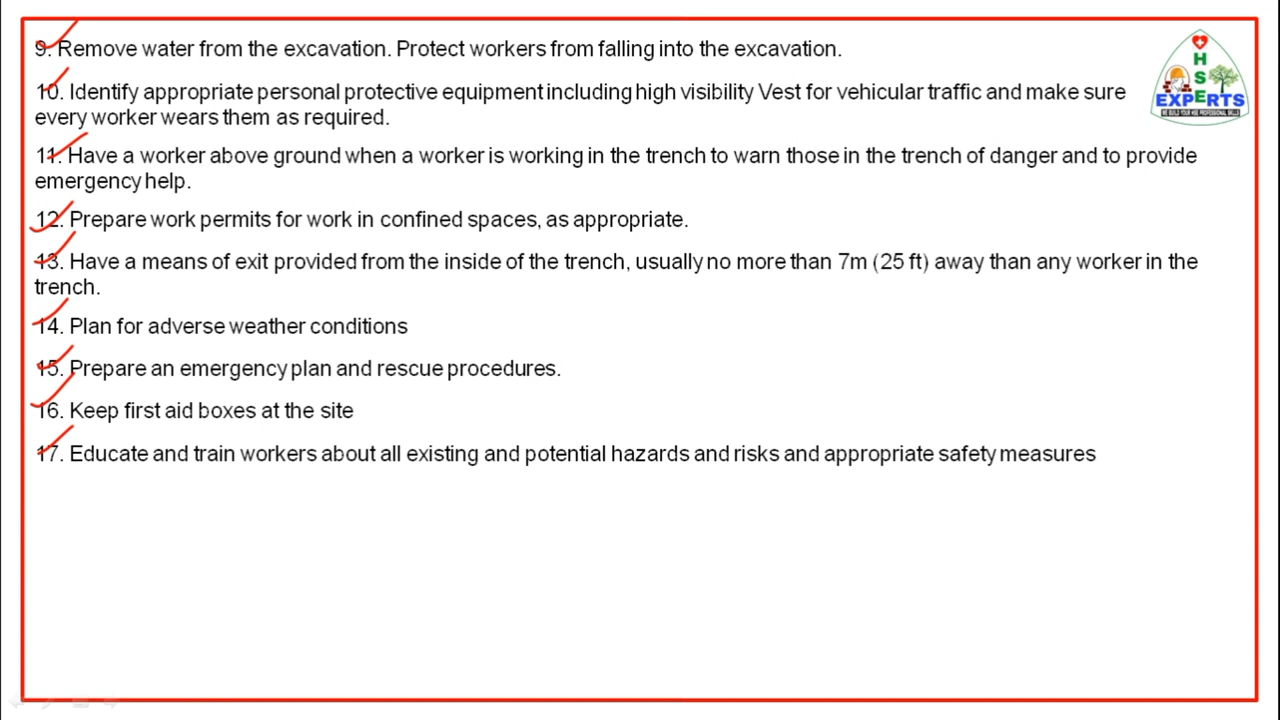 9. Remove water from the excavation. Protect workers from falling into the excavation.
10. Identify appropriate personal protective equipment including high visibility Vest for vehicular traffic and make sure
every worker wears them as required.
11. Have a worker above ground when a worker is working in the trench to warn those in the trench of danger and to provide
emergency help.
12. Prepare work permits for work in confined spaces, as appropriate.
13. Have a means of exit provided from the inside of the trench, usually no more than 7m (25 ft) away than any worker in the
trench.
14. Plan for adverse weather conditions
15. Prepare an emergency plan and rescue procedures.
16. Keep first aid boxes at the site
17. Educate and train workers about all existing and potential hazards and risks and appropriate safety measures
H
S
E
EXPERTS
WE BUILD YOUR HSE PROFESSIONAL SKILLS